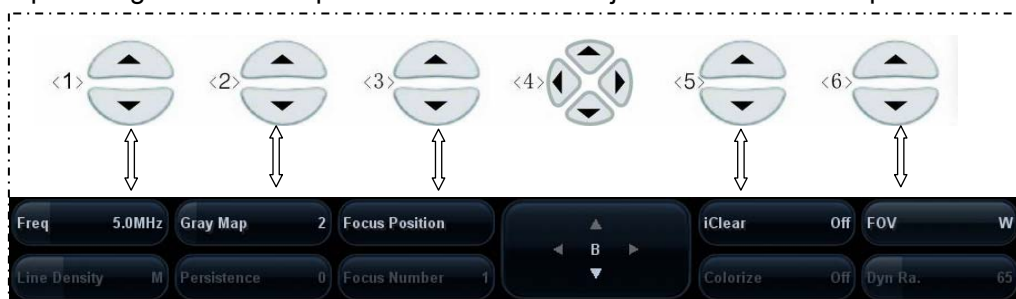 <1> <2> <3> <4> <5> <6>
Freq 5.0MHz Gray Map 2 Focus Position iClear Off FOV W
B
Line Density M Persistence 0 Focus Number 1 Colorize Off Dyn Ra. 65